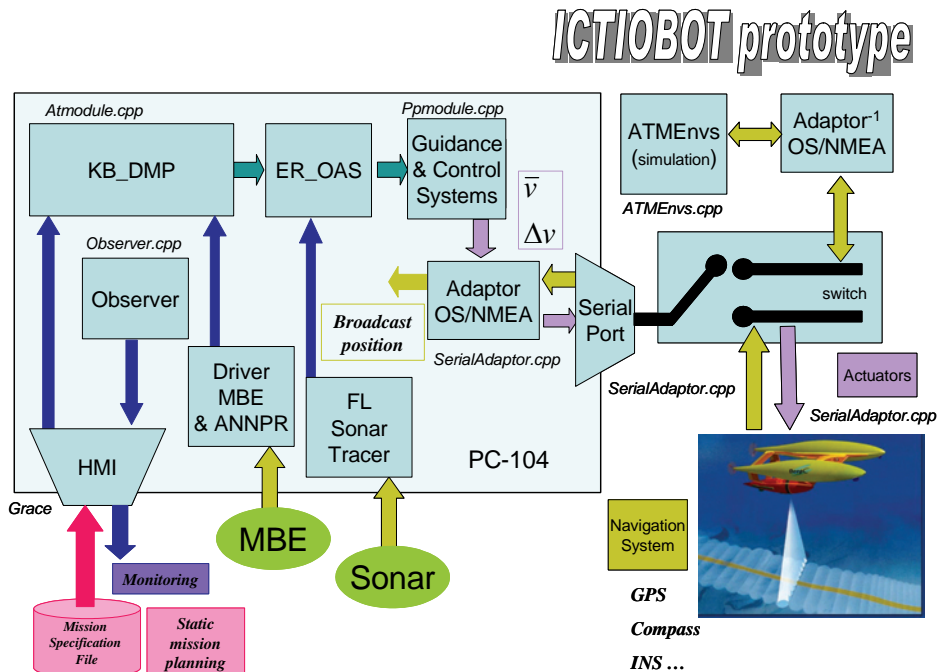 ICTIOBOT prototype
Atmodule.cpp
KB_DMP
ER_OAS
Ppmodule.cpp
Guidance
& Control
Systems
v̅
Δv
ATMEnvs
(simulation)
ATMEnvs.cpp
Adaptor⁻¹
OS/NMEA
Observer.cpp
Observer
Broadcast
position
Adaptor
OS/NMEA
SerialAdaptor.cpp
Serial
Port
switch
Driver
MBE
& ANNPR
FL
Sonar
Tracer
PC-104
SerialAdaptor.cpp
Actuators
SerialAdaptor.cpp
HMI
Grace
MBE
Sonar
Monitoring
Mission
Specification
File
Static
mission
planning
Navigation
System
GPS
Compass
INS …